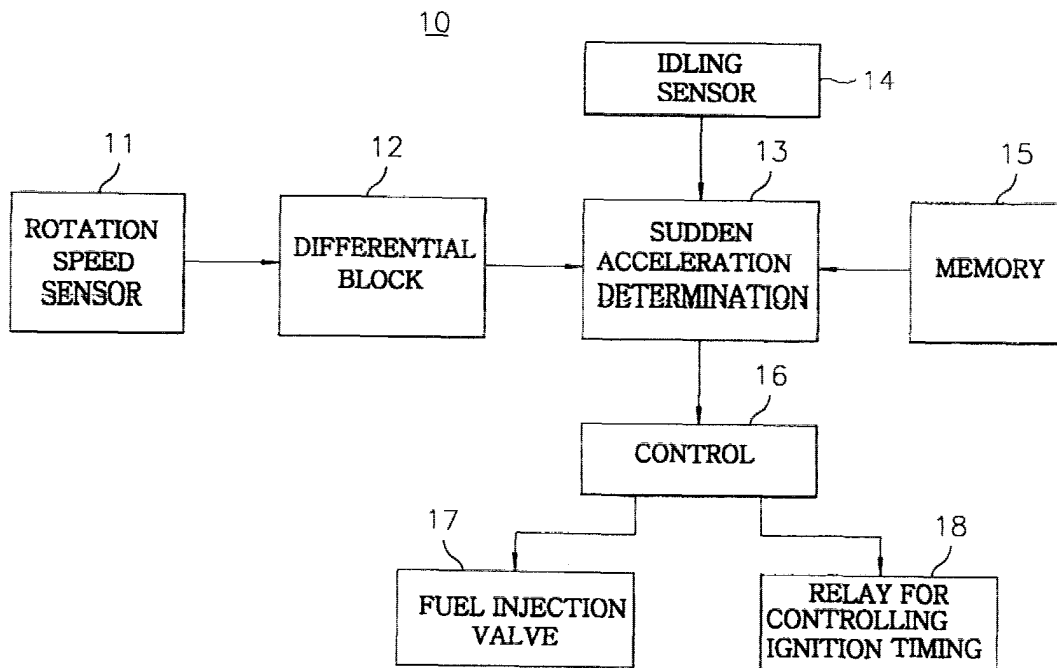 10
IDLING
SENSOR
14
11
12
13
15
ROTATION
SPEED
SENSOR
DIFFERENTIAL
BLOCK
SUDDEN
ACCELERATION
DETERMINATION
MEMORY
16
CONTROL
17
18
FUEL INJECTION
VALVE
RELAY FOR
CONTROLLING
IGNITION TIMING